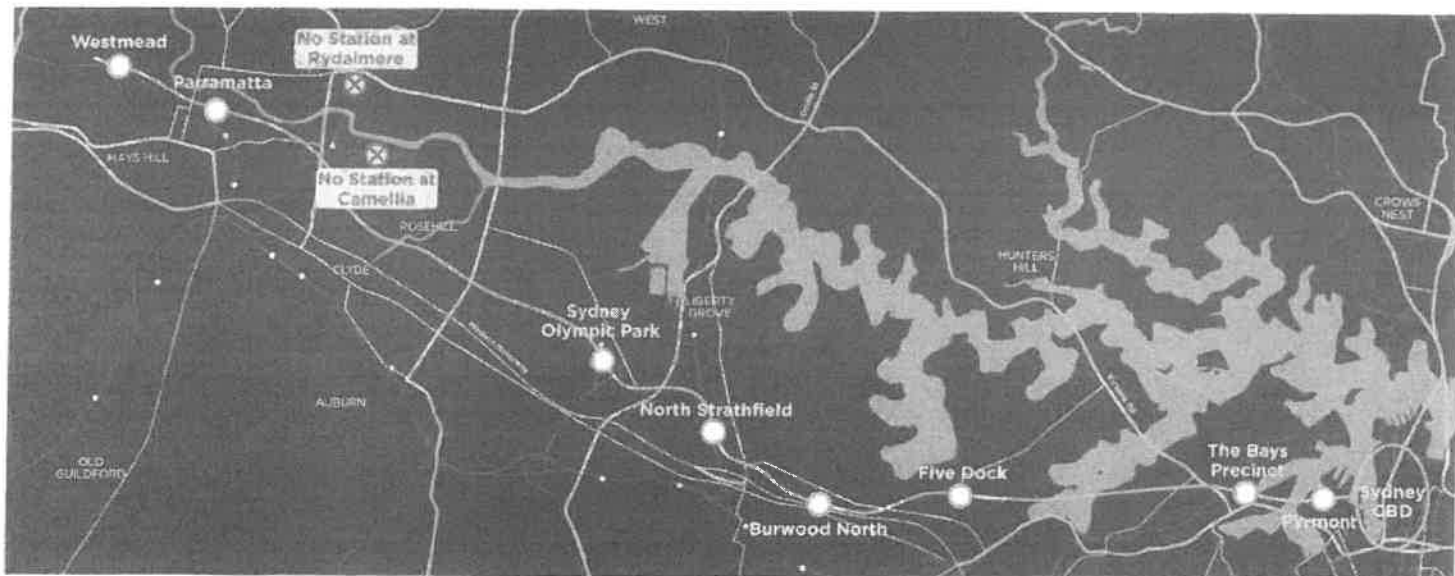 WEST
Westmead
No Station at
Rydalmere
Parramatta
MAYS HILL
No Station at
Camellia
ROSEHILL
CROWS
NEST
HUNTERS
HILL
CLYDE
LIBERTY
GROVE
Sydney
Olympic Park
AUBURN
North Strathfield
OLD
GUILDFORD
Five Dock
The Bays
Precinct
Sydney
CBD
Burwood North
Pyrmont